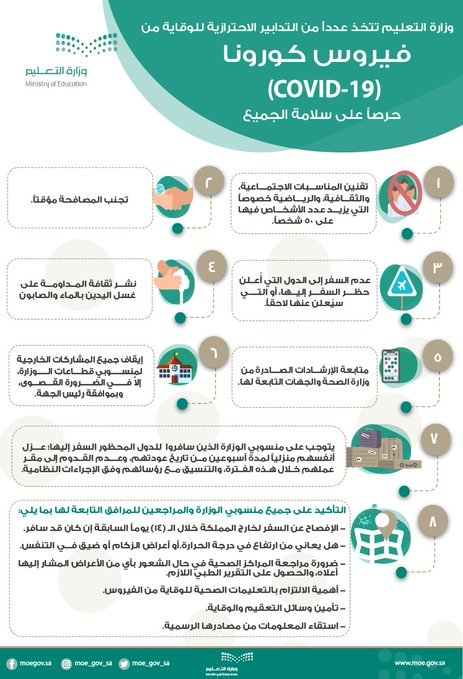 وزارة التعليم تتخذ عدداً من التدابير الاحترازية للوقاية من
فيروس كورونا
(COVID-19)
حرصاً على سلامة الجميع
وزارة التعـليـم
Ministry of Education
١
تقنين المناسبات الاجتماعية،
والثقافية، والرياضية خصوصاً
التي يزيد عدد الأشخاص فيها
على ٥٠ شخصاً.
٢
تجنب المصافحة مؤقتاً.
٣
عدم السفر إلى الدول التي أُعلن
حظر السفر إليها، أو التي
سيُعلن عنها لاحقاً.
٤
نشر ثقافة المداومة على
غسل اليدين بالماء والصابون
٥
متابعة الإرشادات الصادرة من
وزارة الصحة والجهات التابعة لها.
٦
إيقاف جميع المشاركات الخارجية
لمنسوبي قطاعات الوزارة،
إلا في الضرورة القصوى،
وبموافقة رئيس الجهة.
٧
يتوجب على منسوبي الوزارة الذين سافروا للدول المحظور السفر إليها؛ عزل
أنفسهم منزلياً لمدة أسبوعين من تاريخ عودتهم، وعدم القدوم إلى مقر
عملهم خلال هذه الفترة، والتنسيق مع رؤسائهم وفق الإجراءات النظامية.
٨
التأكيد على جميع منسوبي الوزارة والمراجعين للمرافق التابعة لها بما يلي:
– الإفصاح عن السفر لخارج المملكة خلال الـ (١٤) يوماً السابقة إن كان قد سافر.
– هل يعاني من ارتفاع في درجة الحرارة،أو أعراض الزكام أو ضيق في التنفس.
– ضرورة مراجعة المراكز الصحية في حال الشعور بأي من الأعراض المشار إليها
أعلاه، والحصول على التقرير الطبي اللازم.
– أهمية الالتزام بالتعليمات الصحية للوقاية من الفيروس.
– تأمين وسائل التعقيم والوقاية.
– استقاء المعلومات من مصادرها الرسمية.
moegov.sa
moe_gov_sa
moe_gov_sa
وزارة التعـليـم
Ministry of Education
www.moe.gov.sa